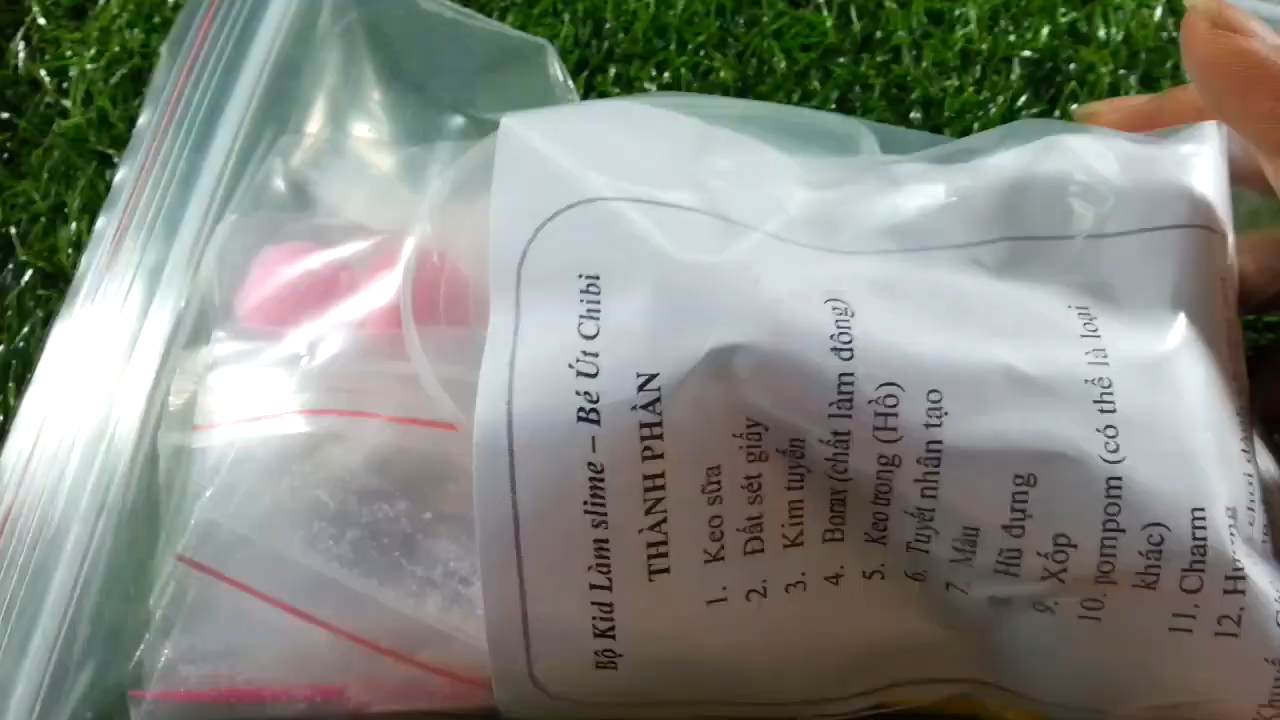 Bộ Kid Làm slime – Bé Út Chibi
THÀNH PHẦN
1. Keo sữa
2. Đất sét giấy
3. Kim tuyến
4. Borax (chất làm đông)
5. Keo trong (Hồ)
6. Tuyết nhân tạo
7. Màu
8. Hũ đựng
9. Xốp
10. pompom (có thể là loại
khác)
11. Charm
12.